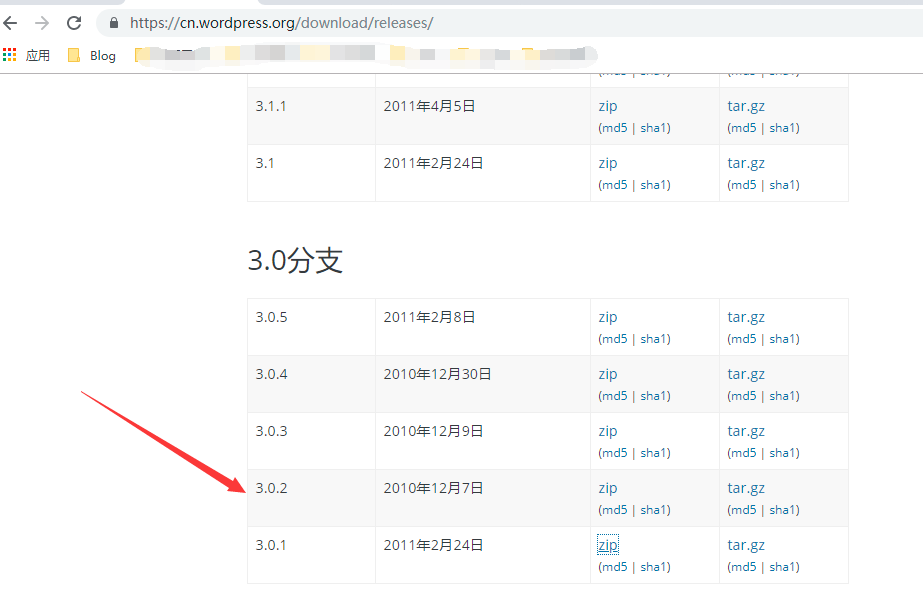 https://cn.wordpress.org/download/releases/
应用 Blog
(md5 | sha1) (md5 | sha1)
3.1.1 2011年4月5日 zip tar.gz
(md5 | sha1) (md5 | sha1)
3.1 2011年2月24日 zip tar.gz
(md5 | sha1) (md5 | sha1)
3.0分支
3.0.5 2011年2月8日 zip tar.gz
(md5 | sha1) (md5 | sha1)
3.0.4 2010年12月30日 zip tar.gz
(md5 | sha1) (md5 | sha1)
3.0.3 2010年12月9日 zip tar.gz
(md5 | sha1) (md5 | sha1)
3.0.2 2010年12月7日 zip tar.gz
(md5 | sha1) (md5 | sha1)
3.0.1 2011年2月24日 zip tar.gz
(md5 | sha1) (md5 | sha1)